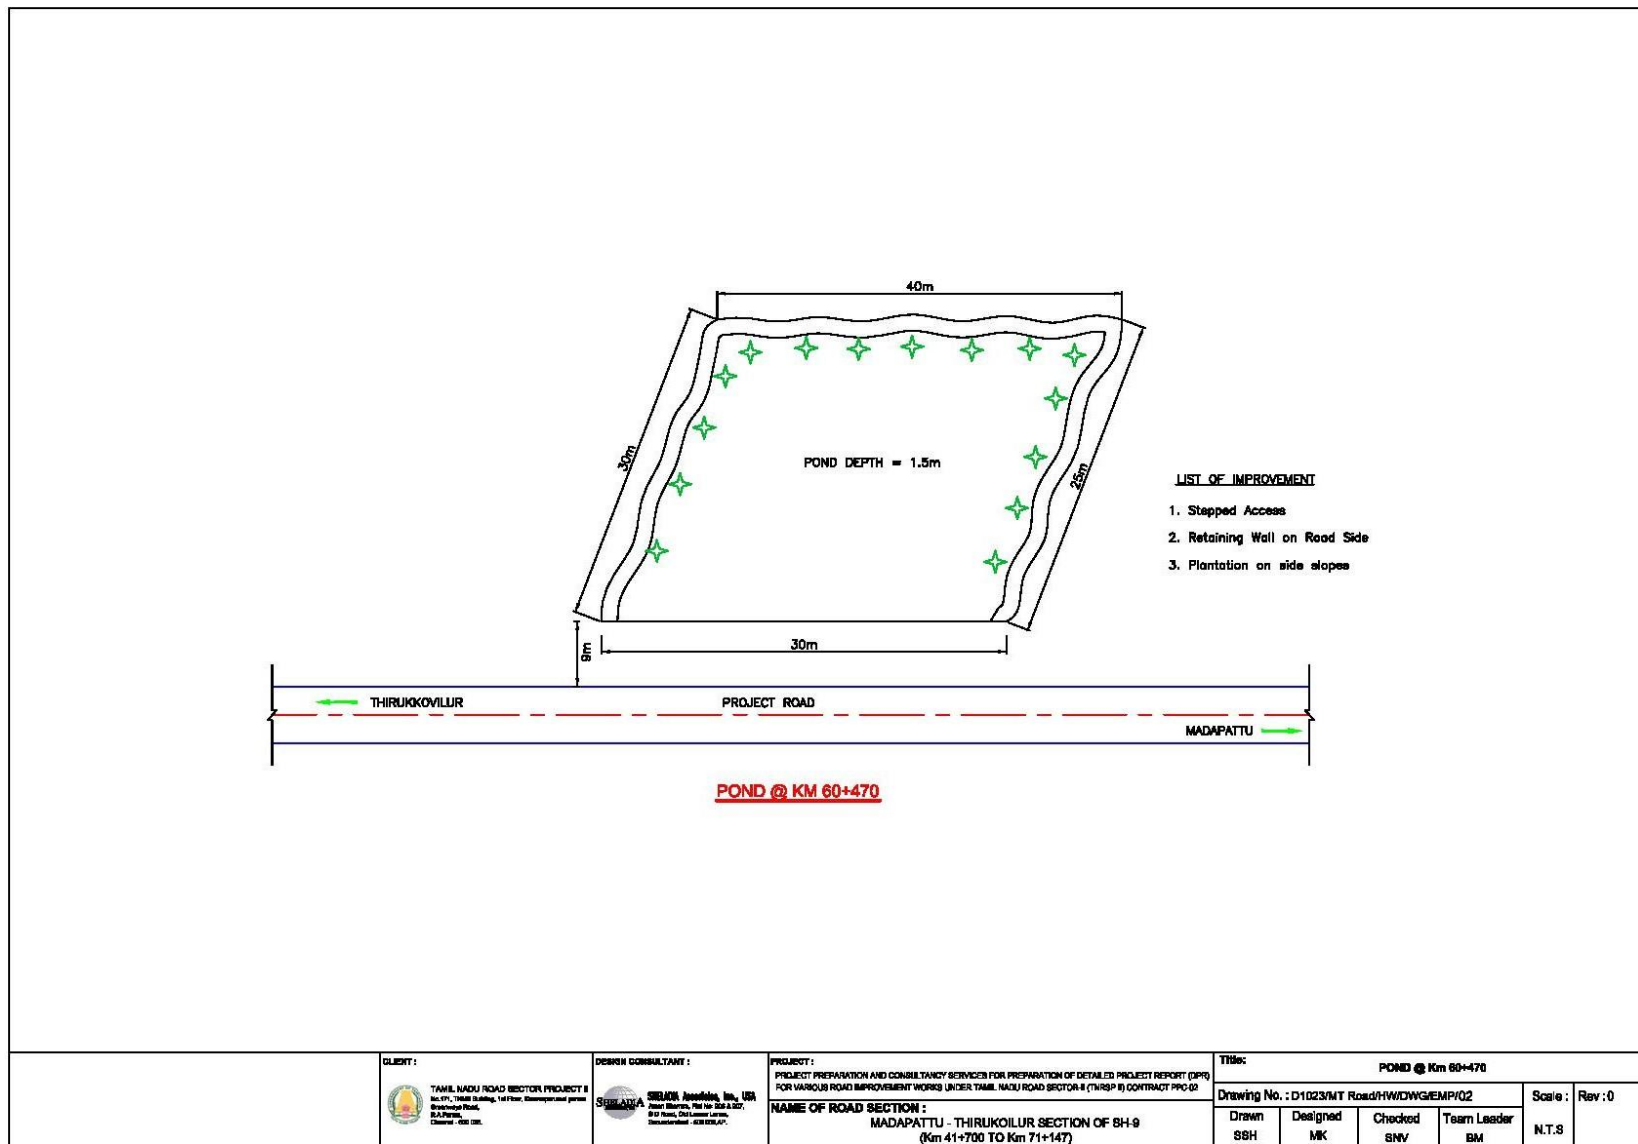 40m
30m
POND DEPTH = 1.5m
25m
LIST OF IMPROVEMENT
1. Stepped Access
2. Retaining Wall on Road Side
3. Plantation on side slopes
9m
30m
THIRUKKOVILUR
PROJECT ROAD
MADAPATTU
POND @ KM 60+470
CLIENT :
TAMIL NADU ROAD SECTOR PROJECT II
DESIGN CONSULTANT :
SHELADIA
SHELADIA Associates, Inc., USA
PROJECT :
PROJECT PREPARATION AND CONSULTANCY SERVICES FOR PREPARATION OF DETAILED PROJECT REPORT (DPR)
FOR VARIOUS ROAD IMPROVEMENT WORKS UNDER TAMIL NADU ROAD SECTOR-II (TNRSP II) CONTRACT PPC-02
NAME OF ROAD SECTION :
MADAPATTU - THIRUKOILUR SECTION OF SH-9
(Km 41+700 TO Km 71+147)
Title:
POND @ Km 60+470
Drawing No. : D1023/MT Road/HW/DWG/EMP/02
Scale :
Rev : 0
Drawn
Designed
Checked
Team Leader
SSH
MK
SNV
BM
N.T.S